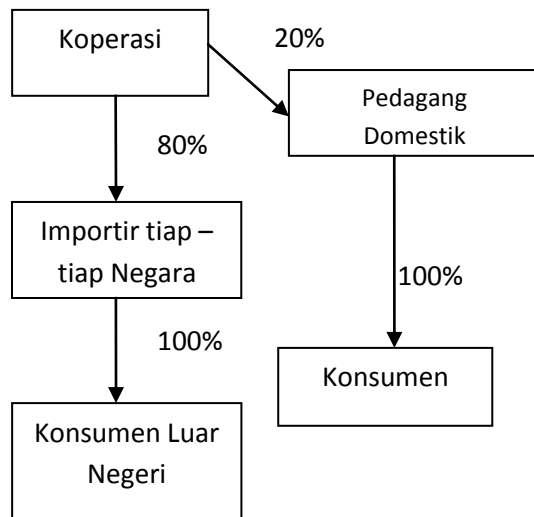 Koperasi
20%
Pedagang
Domestik
80%
Importir tiap –
tiap Negara
100%
100%
Konsumen
Konsumen Luar
Negeri